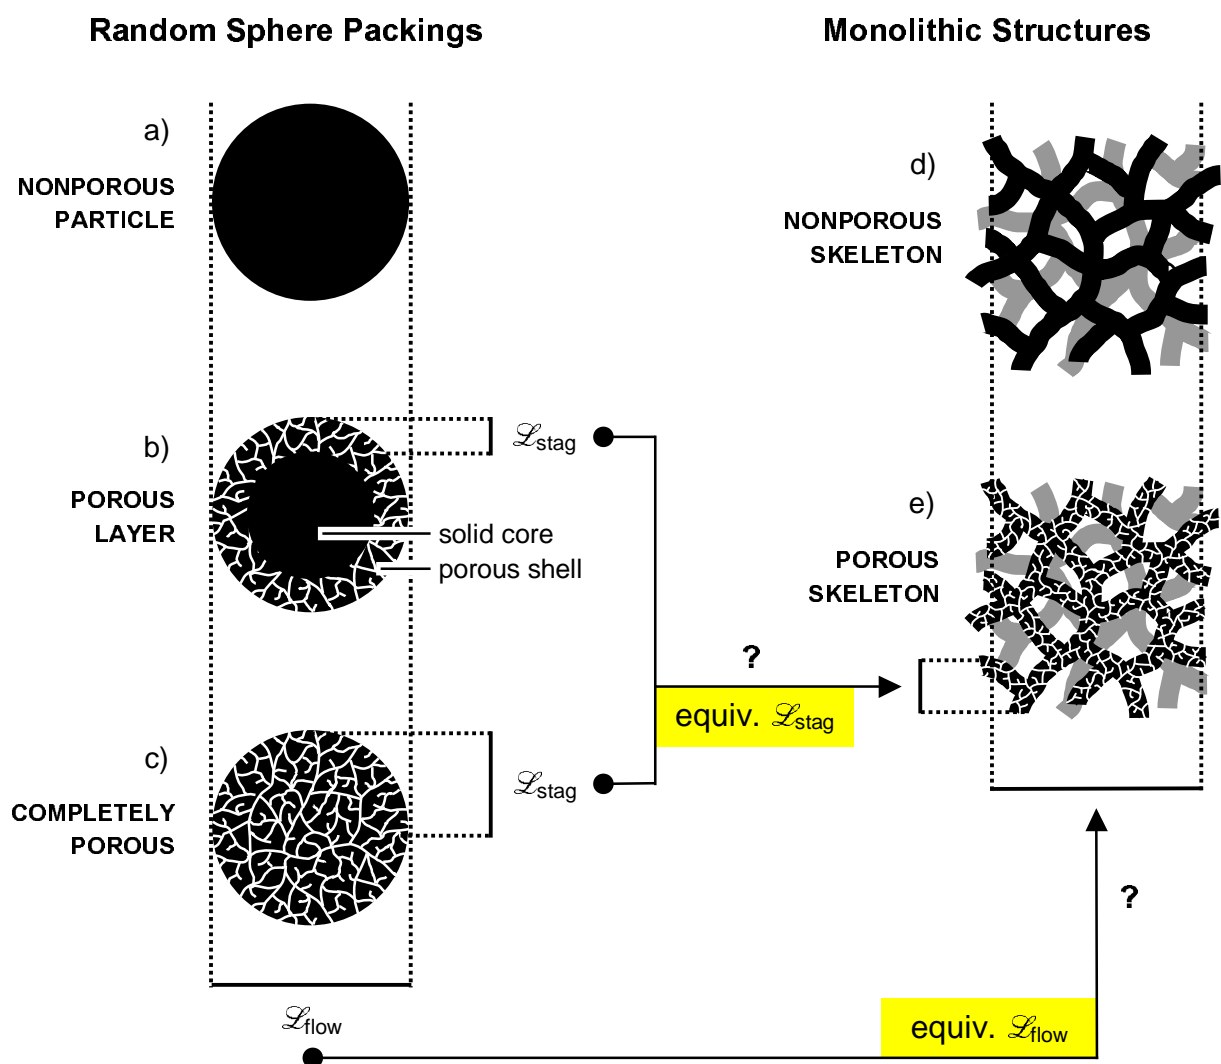 Random Sphere Packings
Monolithic Structures
a)
NONPOROUS
PARTICLE
d)
NONPOROUS
SKELETON
b)
POROUS
LAYER
ℒstag
solid core
porous shell
e)
POROUS
SKELETON
?
equiv. ℒstag
c)
COMPLETELY
POROUS
ℒstag
?
ℒflow
equiv. ℒflow